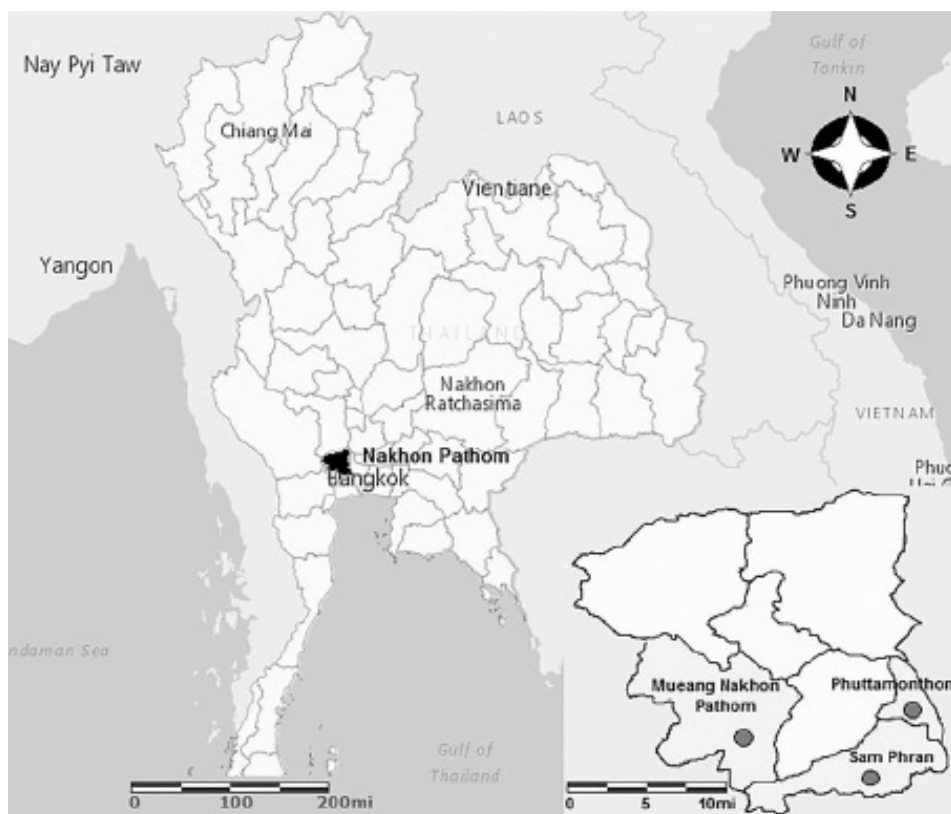 Gulf of
Tonkin
Nay Pyi Taw
N
W
E
S
Chiang Mai
LAOS
Vientiane
Yangon
Phuong Vinh
Ninh
Da Nang
THAILAND
Nakhon
Ratchasima
VIETNAM
Nakhon Pathom
Bangkok
Phuttamonthon
Mueang Nakhon
Pathom
Sam Phran
Sea
Gulf of
Thailand
0 100 200mi
0 5 10mi